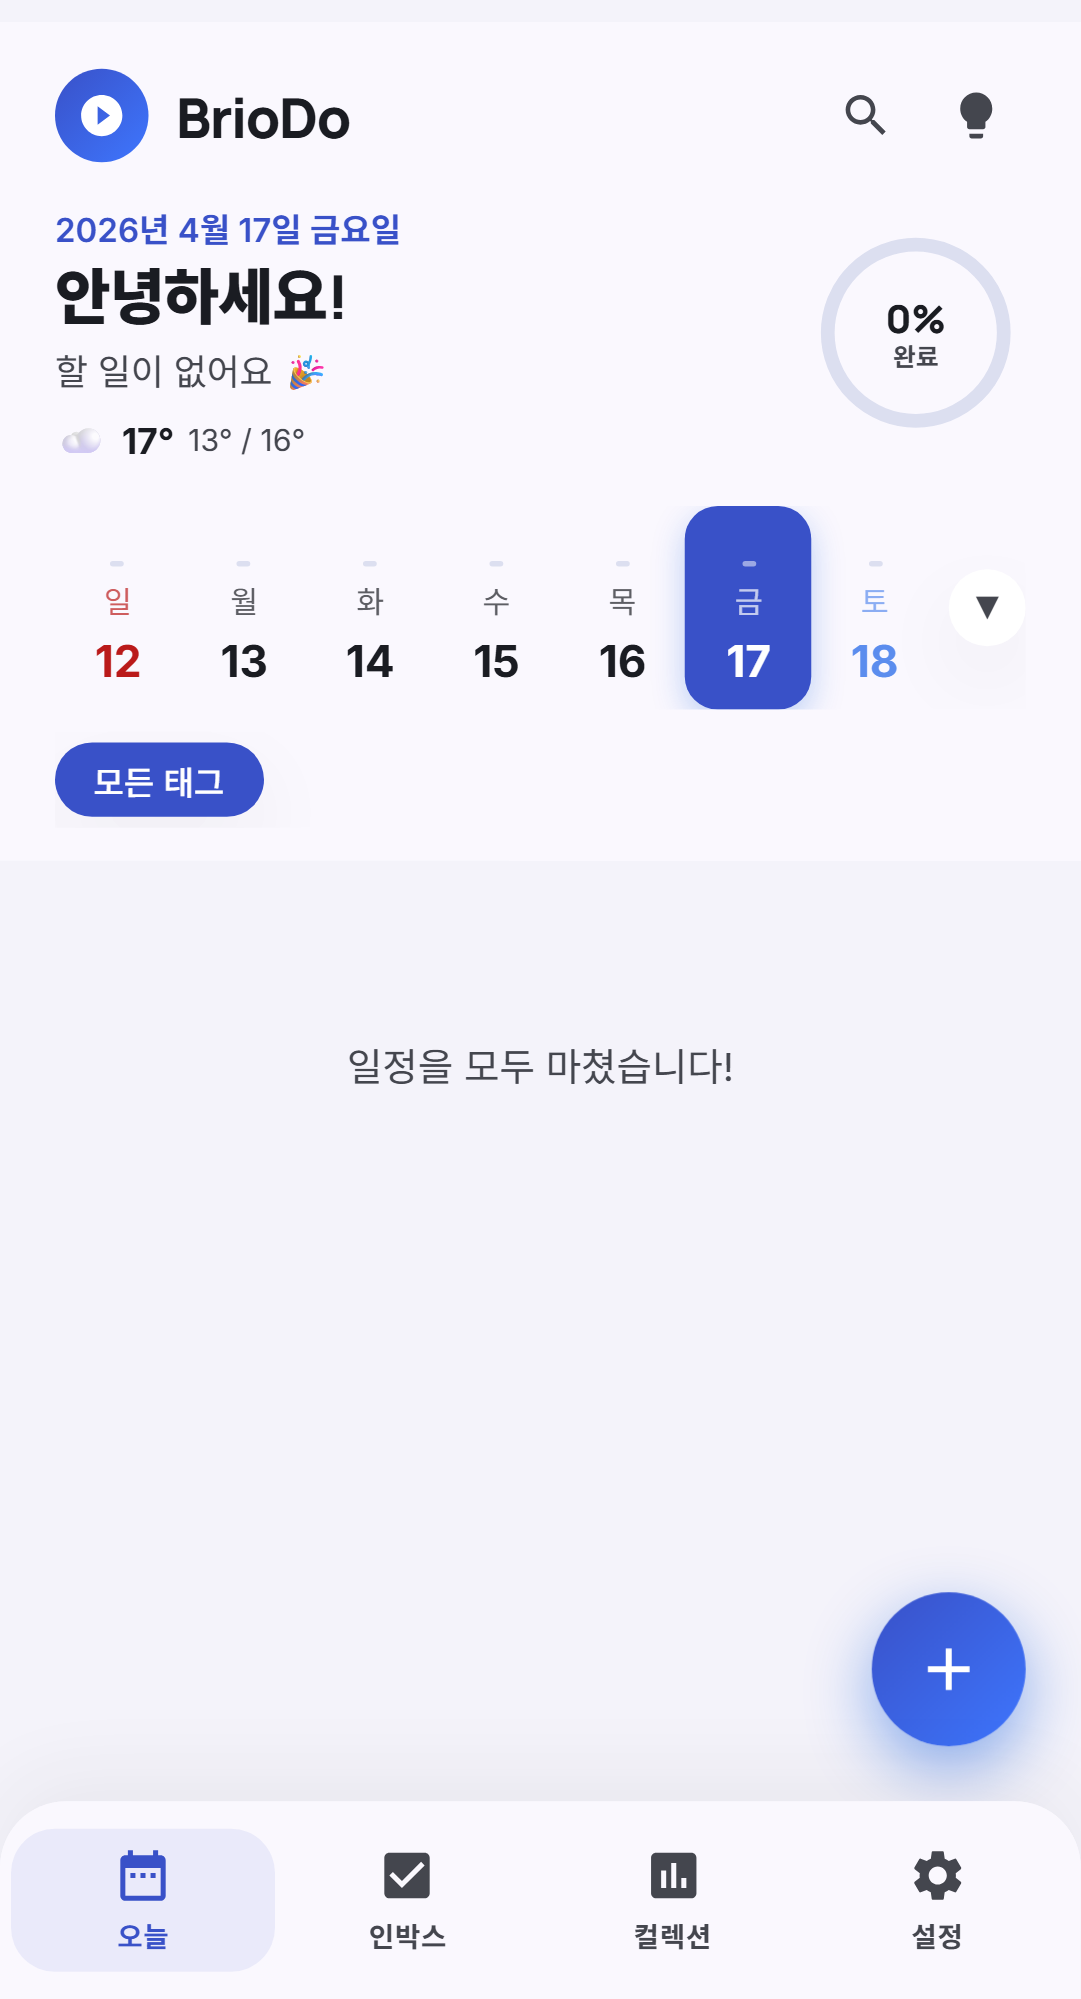 BrioDo
2026년 4월 17일 금요일
안녕하세요!
할 일이 없어요 🎉
17° 13° / 16°
0%
완료
일 월 화 수 목 금 토
12 13 14 15 16 17 18
모든 태그
일정을 모두 마쳤습니다!
오늘 인박스 컬렉션 설정